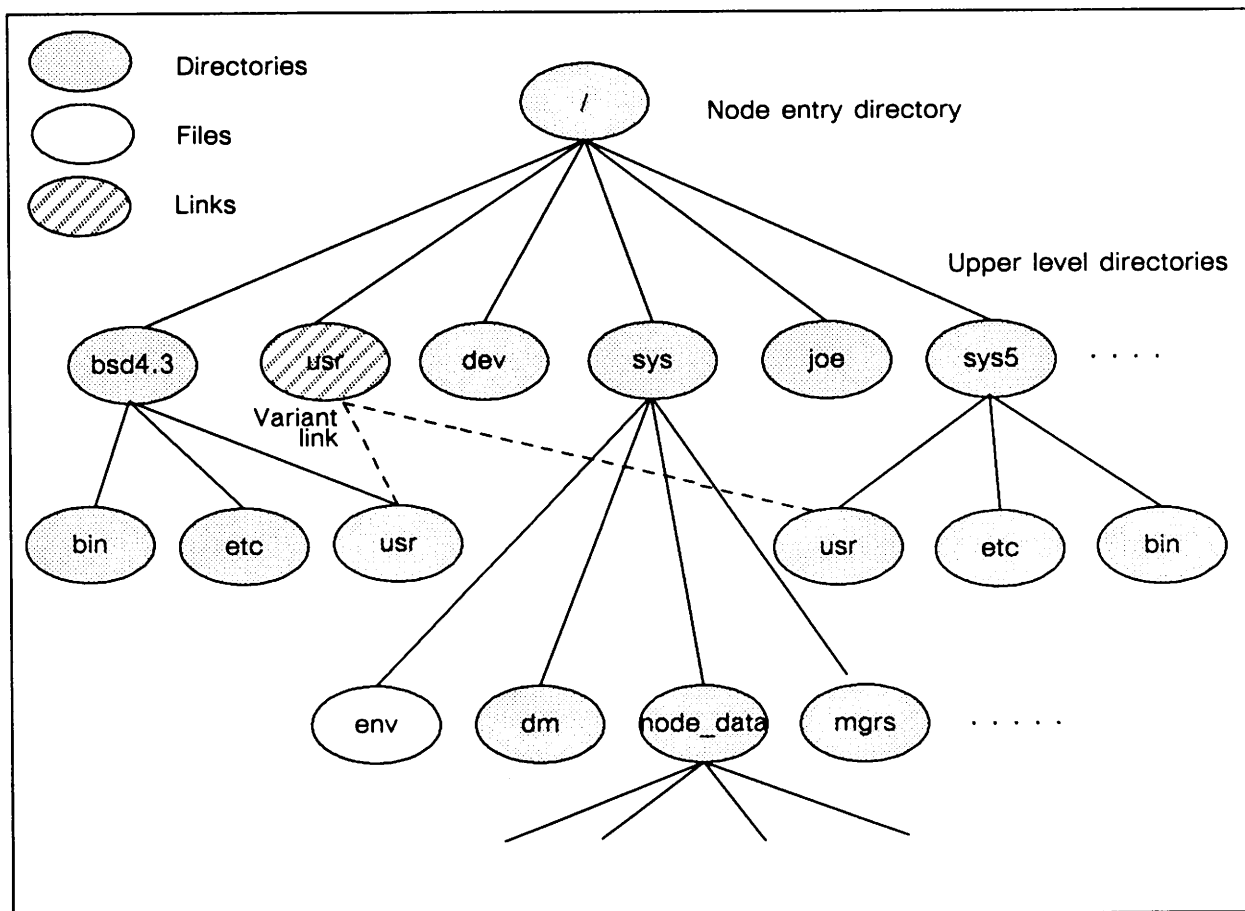 Directories
Files
Links
/
Node entry directory
Upper level directories
bsd4.3
usr
dev
sys
joe
sys5
. . . .
Variant
link
bin
etc
usr
usr
etc
bin
env
dm
node_data
mgrs
. . . . .